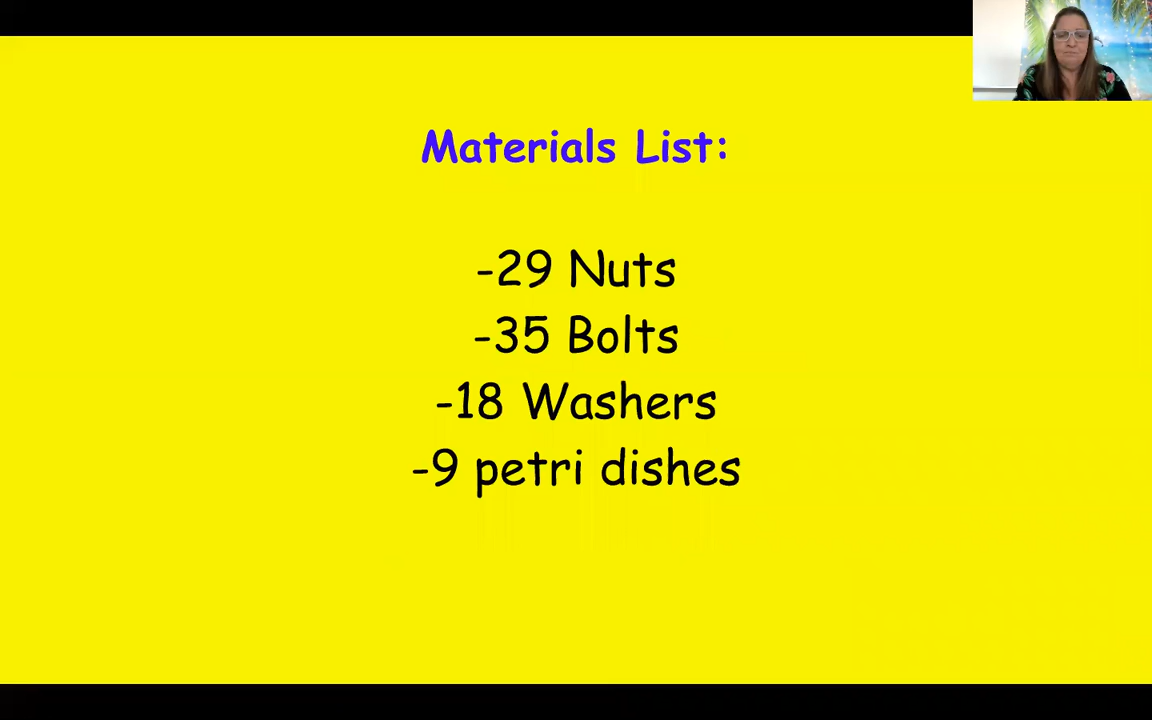 Materials List:
-29 Nuts
-35 Bolts
-18 Washers
-9 petri dishes